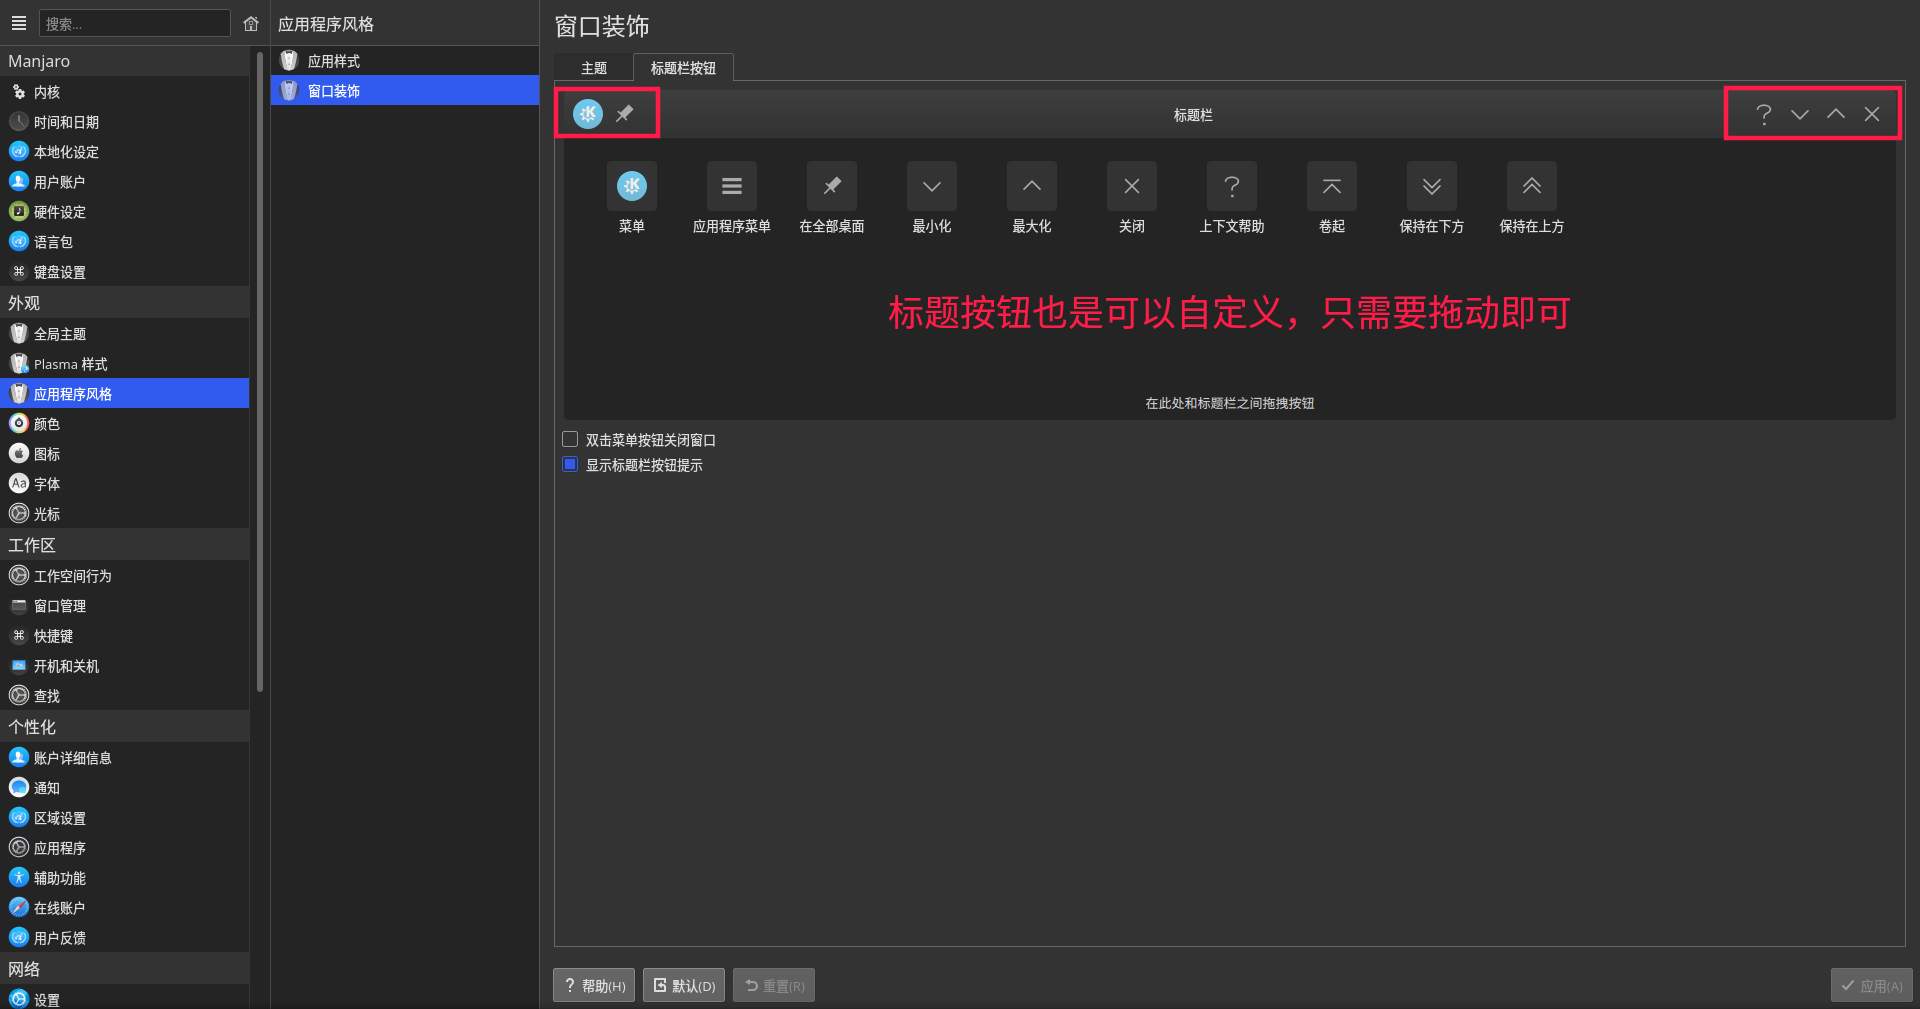 搜索...
Manjaro
内核
时间和日期
本地化设定
用户账户
硬件设定
语言包
键盘设置
外观
全局主题
Plasma 样式
应用程序风格
颜色
图标
Aa 字体
光标
工作区
工作空间行为
窗口管理
快捷键
开机和关机
查找
个性化
账户详细信息
通知
区域设置
应用程序
辅助功能
在线账户
用户反馈
网络
设置
应用程序风格
应用样式
窗口装饰
窗口装饰
主题 标题栏按钮
标题栏
菜单 应用程序菜单 在全部桌面 最小化 最大化 关闭 上下文帮助 卷起 保持在下方 保持在上方
标题按钮也是可以自定义，只需要拖动即可
在此处和标题栏之间拖拽按钮
双击菜单按钮关闭窗口
显示标题栏按钮提示
帮助(H) 默认(D) 重置(R) 应用(A)